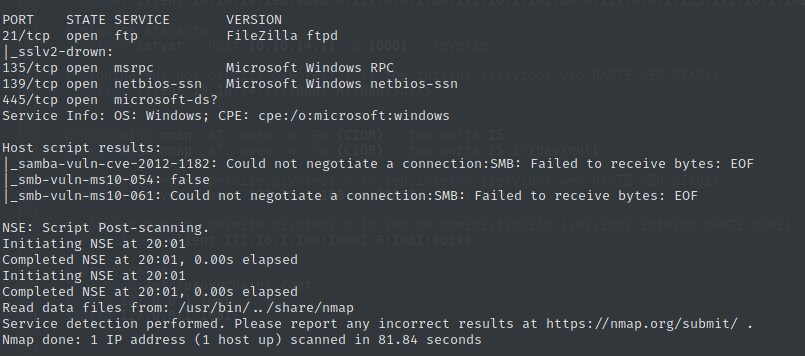 PORT    STATE SERVICE      VERSION
21/tcp  open  ftp          FileZilla ftpd
|_sslv2-drown:
135/tcp open  msrpc        Microsoft Windows RPC
139/tcp open  netbios-ssn  Microsoft Windows netbios-ssn
445/tcp open  microsoft-ds?
Service Info: OS: Windows; CPE: cpe:/o:microsoft:windows
Host script results:
|_samba-vuln-cve-2012-1182: Could not negotiate a connection:SMB: Failed to receive bytes: EOF
|_smb-vuln-ms10-054: false
|_smb-vuln-ms10-061: Could not negotiate a connection:SMB: Failed to receive bytes: EOF
NSE: Script Post-scanning.
Initiating NSE at 20:01
Completed NSE at 20:01, 0.00s elapsed
Initiating NSE at 20:01
Completed NSE at 20:01, 0.00s elapsed
Read data files from: /usr/bin/../share/nmap
Service detection performed. Please report any incorrect results at https://nmap.org/submit/ .
Nmap done: 1 IP address (1 host up) scanned in 81.84 seconds